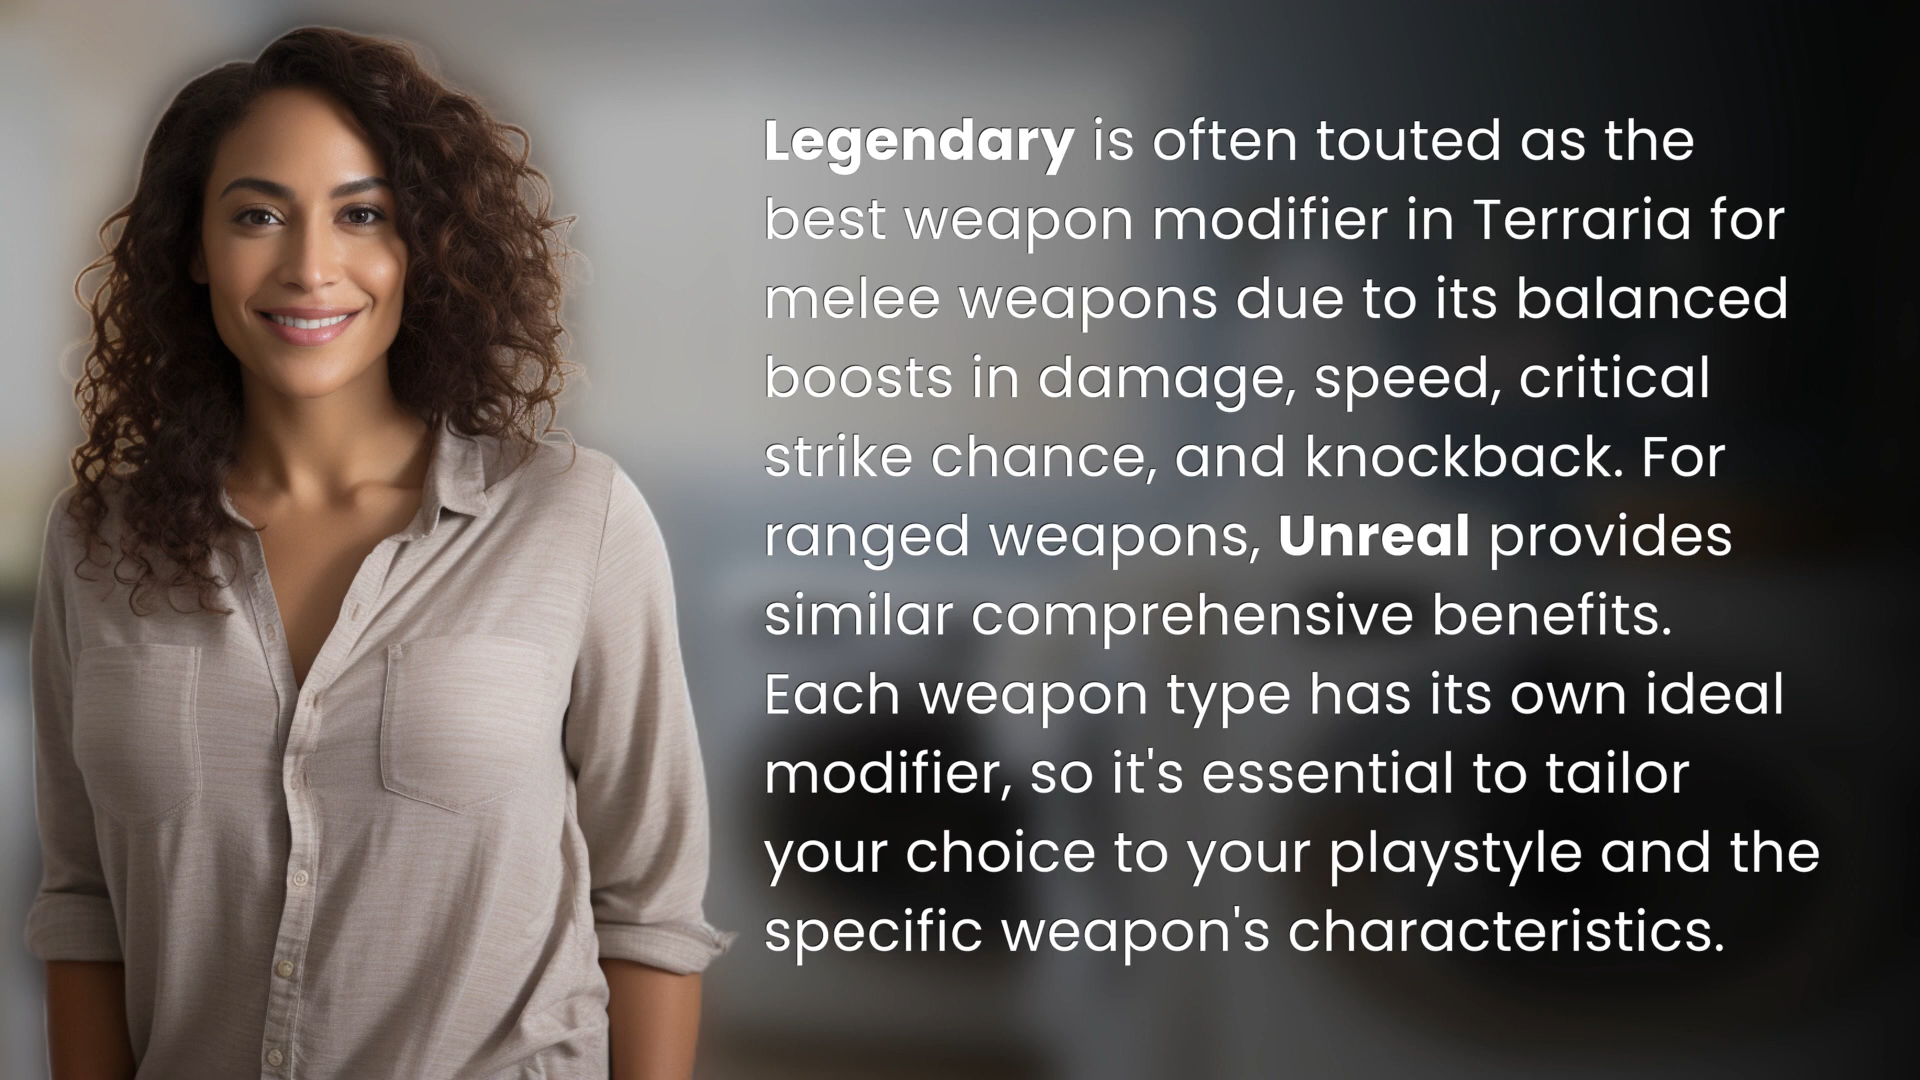 Legendary is often touted as the
best weapon modifier in Terraria for
melee weapons due to its balanced
boosts in damage, speed, critical
strike chance, and knockback. For
ranged weapons, Unreal provides
similar comprehensive benefits.
Each weapon type has its own ideal
modifier, so it's essential to tailor
your choice to your playstyle and the
specific weapon's characteristics.